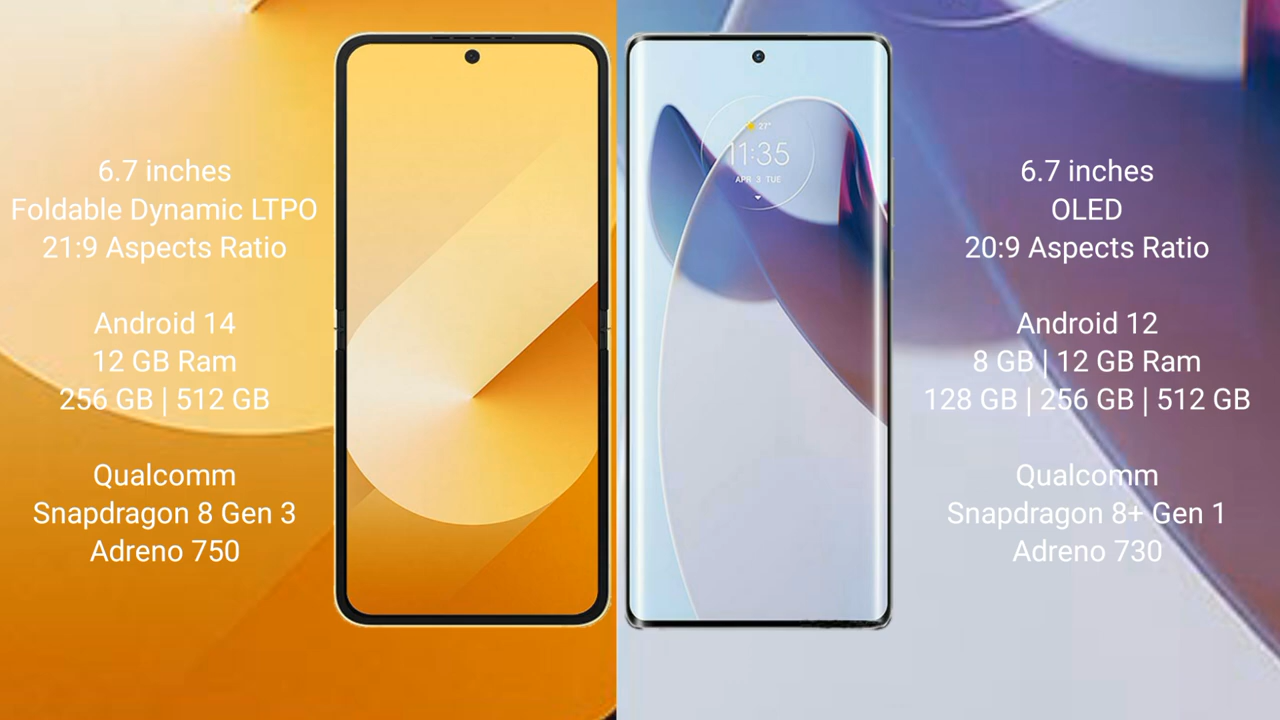 6.7 inches
Foldable Dynamic LTPO
21:9 Aspects Ratio
Android 14
12 GB Ram
256 GB | 512 GB
Qualcomm
Snapdragon 8 Gen 3
Adreno 750
27°
11:35
APR 3 TUE
6.7 inches
OLED
20:9 Aspects Ratio
Android 12
8 GB | 12 GB Ram
128 GB | 256 GB | 512 GB
Qualcomm
Snapdragon 8+ Gen 1
Adreno 730